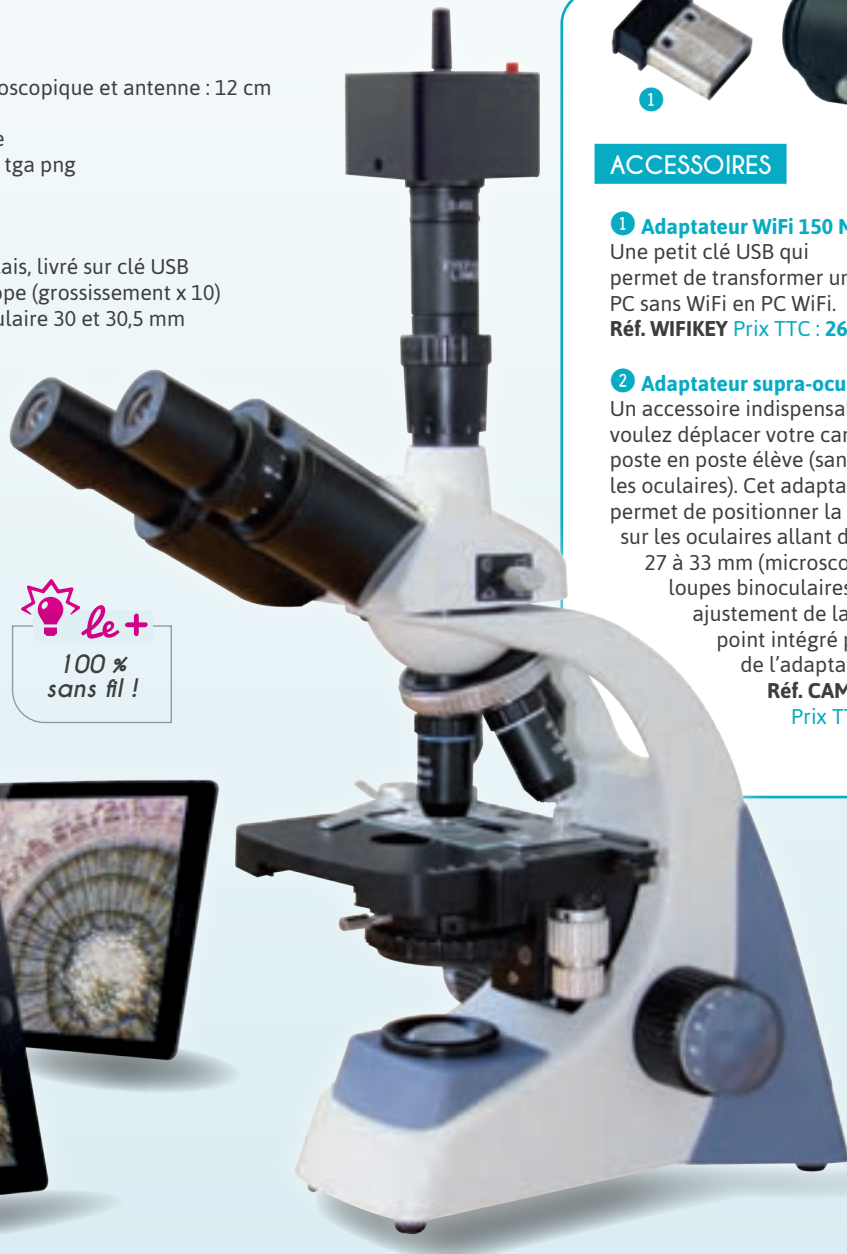 oscopique et antenne : 12 cm
e
tga png
ais, livré sur clé USB
ope (grossissement x 10)
ulaire 30 et 30,5 mm
le +
100 %
sans fil !
1
ACCESSOIRES
1 Adaptateur WiFi 150 M
Une petit clé USB qui
permet de transformer un
PC sans WiFi en PC WiFi.
Réf. WIFIKEY Prix TTC : 26
2 Adaptateur supra-ocu
Un accessoire indispensa
voulez déplacer votre car
poste en poste élève (san
les oculaires). Cet adapta
permet de positionner la
sur les oculaires allant d
27 à 33 mm (microsco
loupes binoculaires
ajustement de la
point intégré p
de l’adapta
Réf. CAM
Prix TT